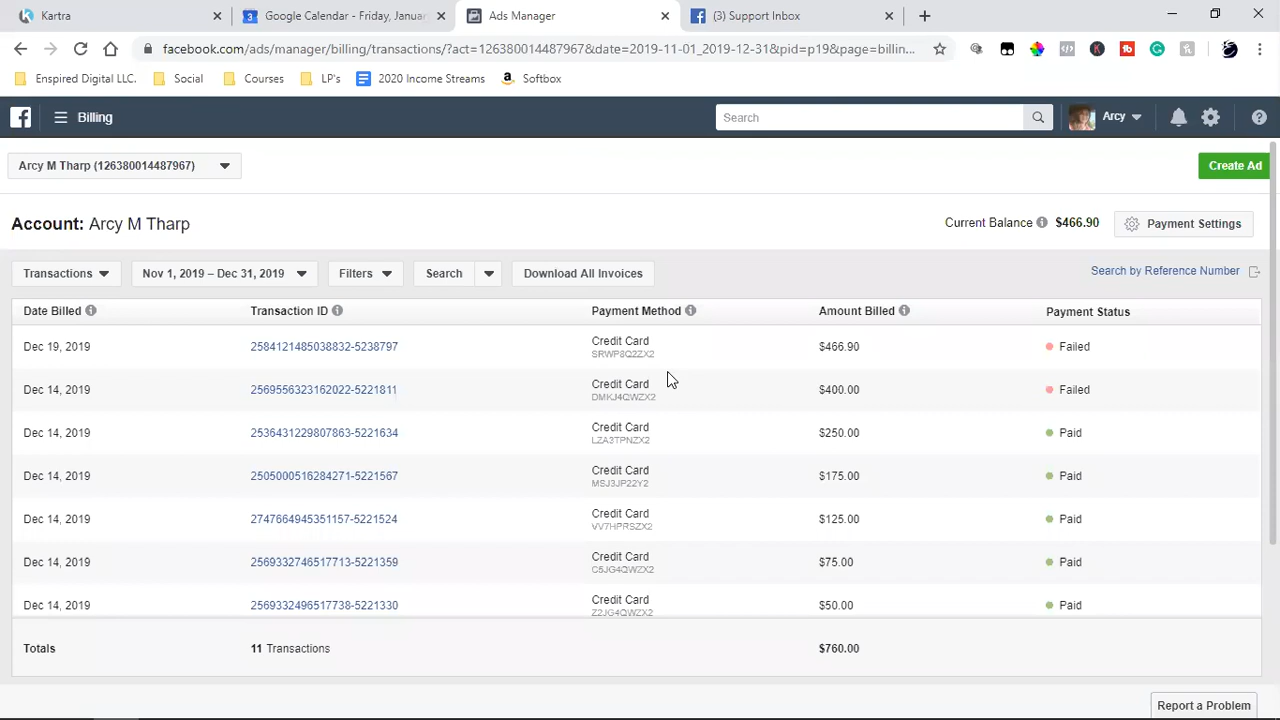 Kartra
Google Calendar - Friday, Januar
Ads Manager
(3) Support Inbox
facebook.com/ads/manager/billing/transactions/?act=126380014487967&date=2019-11-01_2019-12-31&pid=p19&page=billin...
Enspired Digital LLC.
Social
Courses
LP's
2020 Income Streams
Softbox
Billing
Search
Arcy
Arcy M Tharp (126380014487967)
Create Ad
Account: Arcy M Tharp
Current Balance $466.90
Payment Settings
Transactions
Nov 1, 2019 – Dec 31, 2019
Filters
Search
Download All Invoices
Search by Reference Number
Date Billed
Transaction ID
Payment Method
Amount Billed
Payment Status
Dec 19, 2019
2584121485038832-5238797
Credit Card
SRWP8Q2ZX2
$466.90
Failed
Dec 14, 2019
2569556323162022-5221811
Credit Card
DMKJ4QWZX2
$400.00
Failed
Dec 14, 2019
2536431229807863-5221634
Credit Card
LZA3TPNZX2
$250.00
Paid
Dec 14, 2019
2505000516284271-5221567
Credit Card
MSJ3JP22Y2
$175.00
Paid
Dec 14, 2019
2747664945351157-5221524
Credit Card
VV7HPRSZX2
$125.00
Paid
Dec 14, 2019
2569332746517713-5221359
Credit Card
C5JG4QWZX2
$75.00
Paid
Dec 14, 2019
2569332496517738-5221330
Credit Card
Z2JG4QWZX2
$50.00
Paid
Totals
11 Transactions
$760.00
Report a Problem